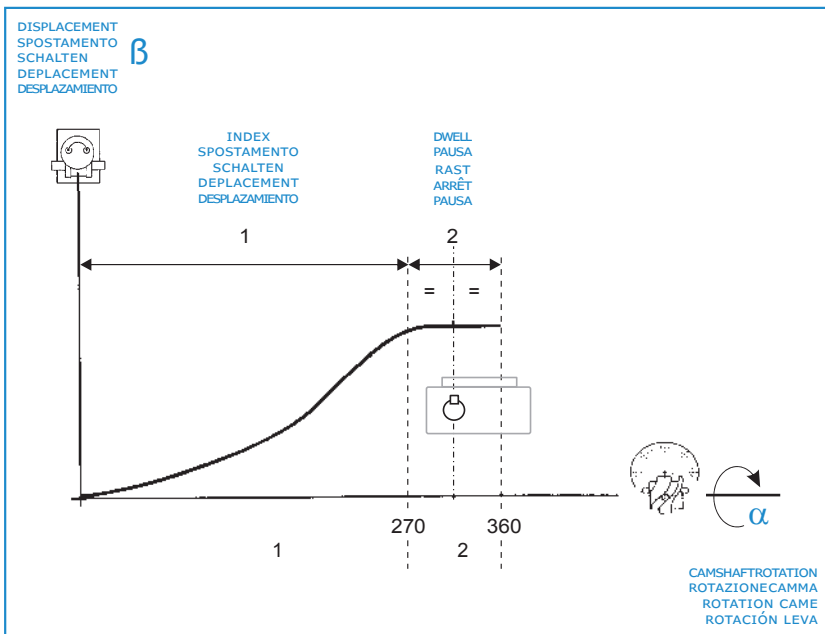 DISPLACEMENT
SPOSTAMENTO
SCHALTEN
DEPLACEMENT
DESPLAZAMIENTO
ß
INDEX
SPOSTAMENTO
SCHALTEN
DEPLACEMENT
DESPLAZAMIENTO
DWELL
PAUSA
RAST
ARRÊT
PAUSA
1
2
= =
270
360
α
1
2
CAMSHAFTROTATION
ROTAZIONECAMMA
ROTATION CAME
ROTACIÓN LEVA